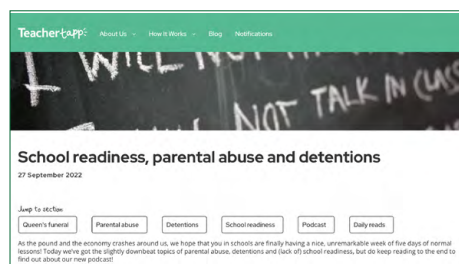 Teachertapp
About Us
How It Works
Blog
Notifications
I WILL NOT
NOT TALK IN CLASS
School readiness, parental abuse and detentions
27 September 2022
Jump to section
Queen's funeral
Parental abuse
Detentions
School readiness
Podcast
Daily reads
As the pound and the economy crashes around us, we hope that you in schools are finally having a nice, unremarkable week of five days of normal
lessons! Today we've got the slightly downbeat topics of parental abuse, detentions and (lack of) school readiness, but do keep reading to the end to
find out about our new podcast!